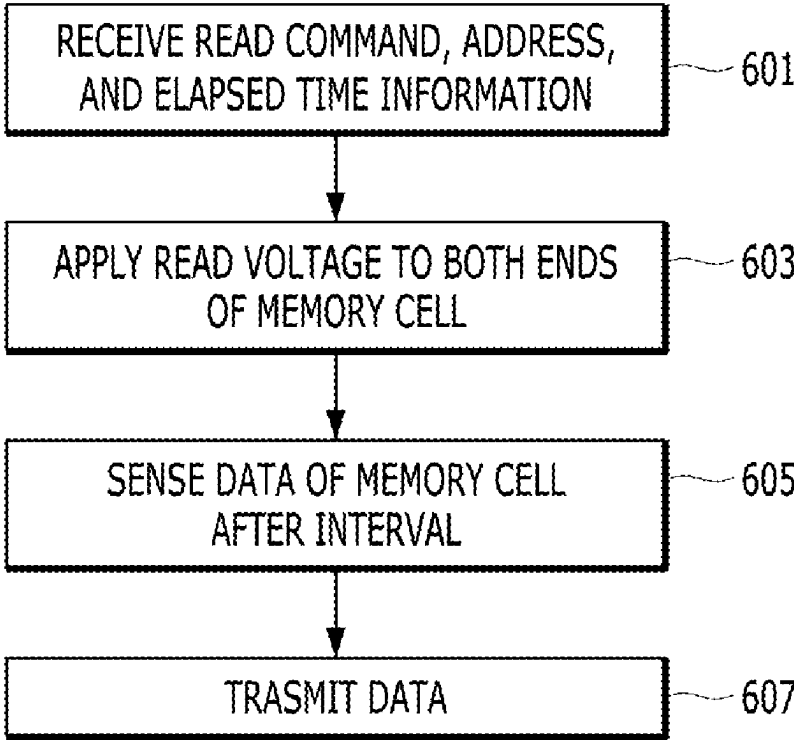 RECEIVE READ COMMAND, ADDRESS,
AND ELAPSED TIME INFORMATION
601
APPLY READ VOLTAGE TO BOTH ENDS
OF MEMORY CELL
603
SENSE DATA OF MEMORY CELL
AFTER INTERVAL
605
TRASMIT DATA
607